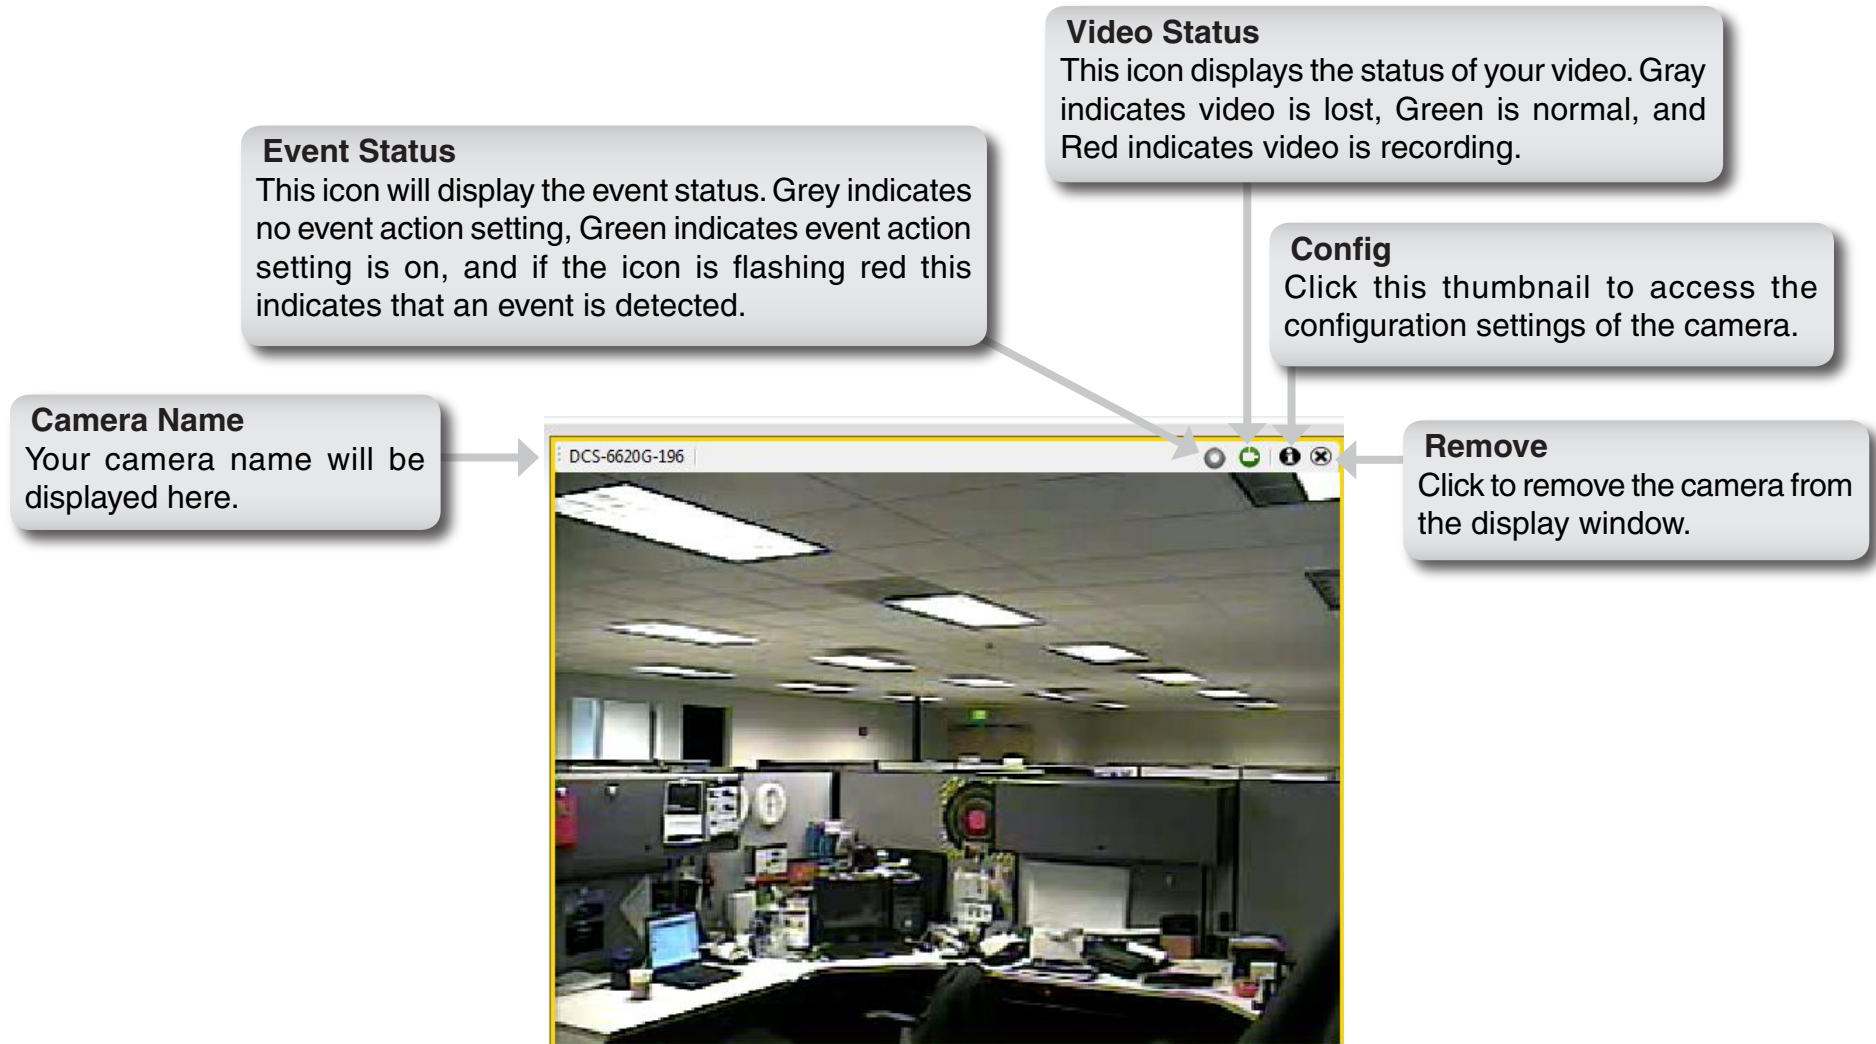 Video Status
This icon displays the status of your video. Gray
indicates video is lost, Green is normal, and
Red indicates video is recording.
Event Status
This icon will display the event status. Grey indicates
no event action setting, Green indicates event action
setting is on, and if the icon is flashing red this
indicates that an event is detected.
Config
Click this thumbnail to access the
configuration settings of the camera.
Camera Name
Your camera name will be
displayed here.
DCS-6620G-196
Remove
Click to remove the camera from
the display window.